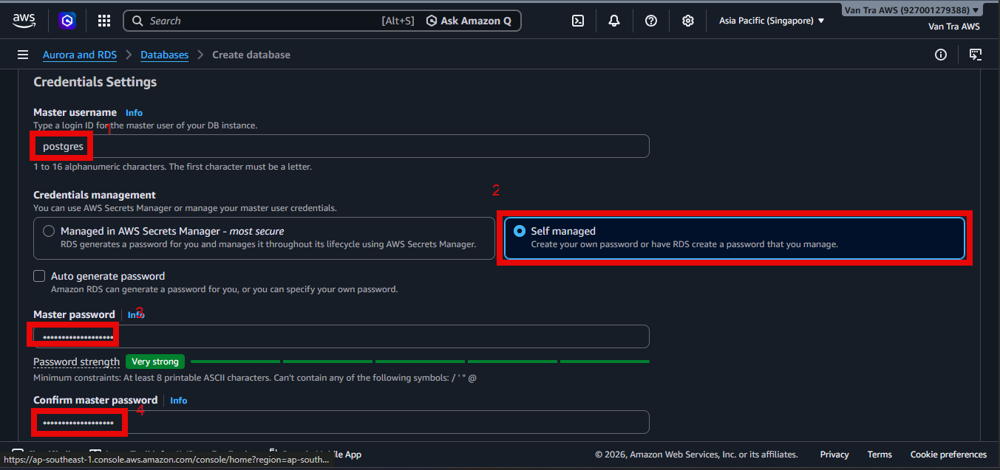 aws
Search [Alt+S] Ask Amazon Q
Asia Pacific (Singapore)
Van Tra AWS (927001279388)
Van Tra AWS
Aurora and RDS > Databases > Create database
Credentials Settings
Master username Info
Type a login ID for the master user of your DB instance.
1
postgres
1 to 16 alphanumeric characters. The first character must be a letter.
Credentials management
2
You can use AWS Secrets Manager or manage your master user credentials.
Managed in AWS Secrets Manager - most secure
RDS generates a password for you and manages it throughout its lifecycle using AWS Secrets Manager.
Self managed
Create your own password or have RDS create a password that you manage.
Auto generate password
Amazon RDS can generate a password for you, or you can specify your own password.
Master password Info
3
Password strength Very strong
Minimum constraints: At least 8 printable ASCII characters. Can't contain any of the following symbols: / ' " @
Confirm master password Info
4
App
© 2026, Amazon Web Services, Inc. or its affiliates. Privacy Terms Cookie preferences
https://ap-southeast-1.console.aws.amazon.com/console/home?region=ap-south...